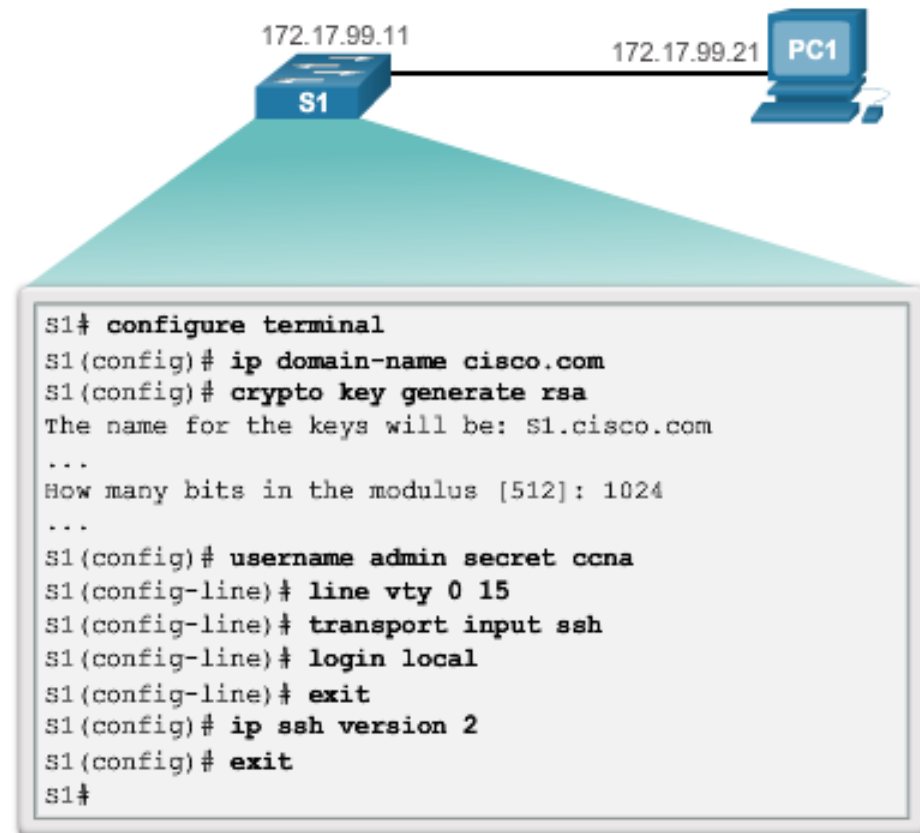 172.17.99.11
172.17.99.21
PC1
S1
S1# configure terminal
S1(config)# ip domain-name cisco.com
S1(config)# crypto key generate rsa
The name for the keys will be: S1.cisco.com
...
How many bits in the modulus [512]: 1024
...
S1(config)# username admin secret ccna
S1(config-line)# line vty 0 15
S1(config-line)# transport input ssh
S1(config-line)# login local
S1(config-line)# exit
S1(config)# ip ssh version 2
S1(config)# exit
S1#